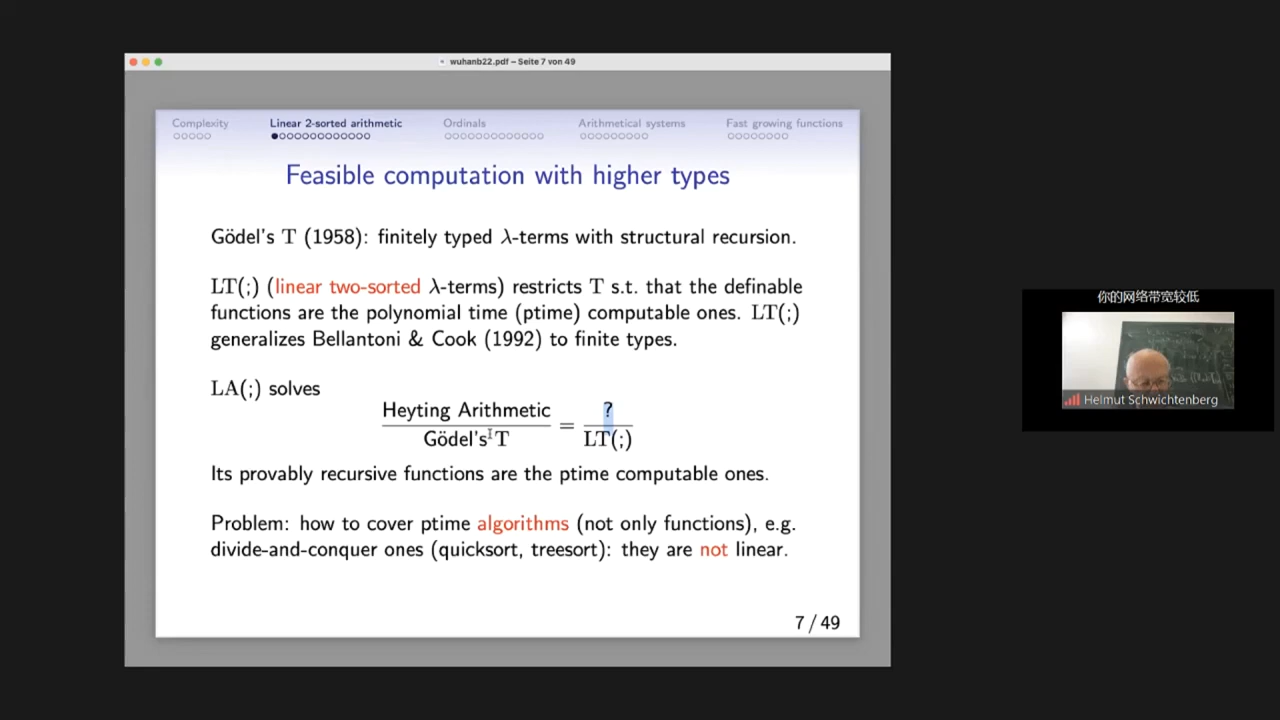 wuhanb22.pdf – Seite 7 von 49
Complexity Linear 2-sorted arithmetic Ordinals Arithmetical systems Fast growing functions
Feasible computation with higher types
Gödel's T (1958): finitely typed λ-terms with structural recursion.
LT(;) (linear two-sorted λ-terms) restricts T s.t. that the definable
functions are the polynomial time (ptime) computable ones. LT(;)
generalizes Bellantoni & Cook (1992) to finite types.
LA(;) solves
Heyting Arithmetic / Gödel's T = ? / LT(;)
Its provably recursive functions are the ptime computable ones.
Problem: how to cover ptime algorithms (not only functions), e.g.
divide-and-conquer ones (quicksort, treesort): they are not linear.
7 / 49
你的网络带宽较低
Helmut Schwichtenberg